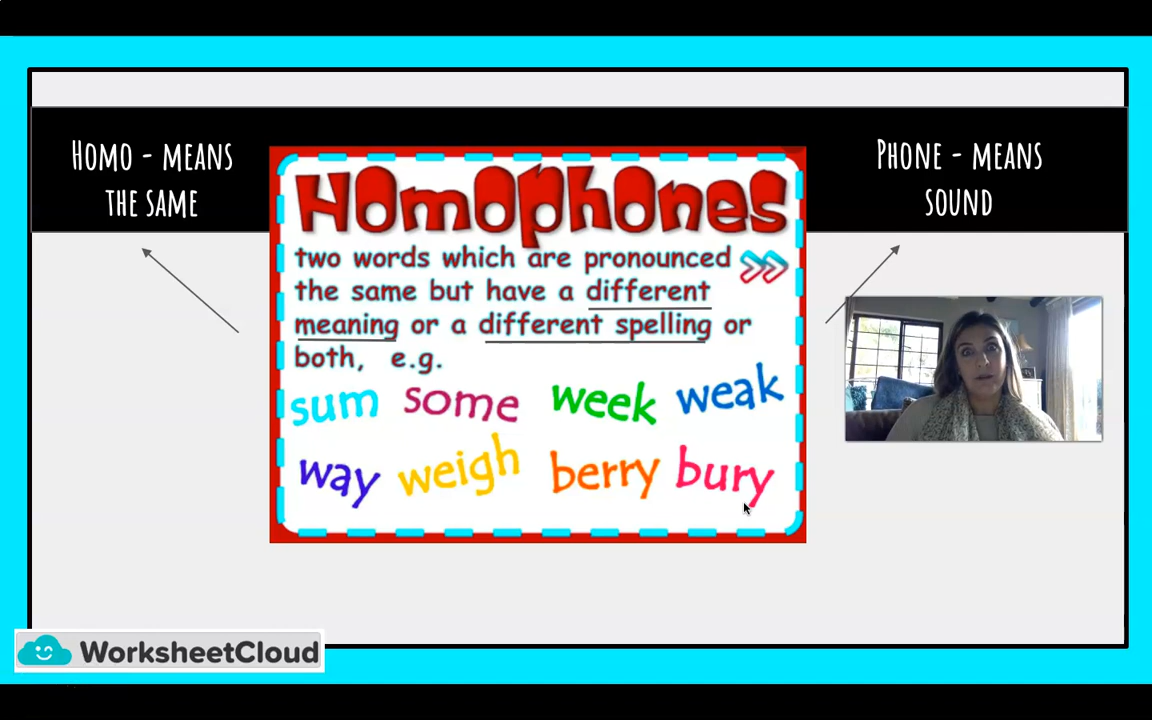 Homo - means
the same
Phone - means
sound
Homophones
two words which are pronounced
the same but have a different
meaning or a different spelling or
both, e.g.
sum some week weak
way weigh berry bury
WorksheetCloud